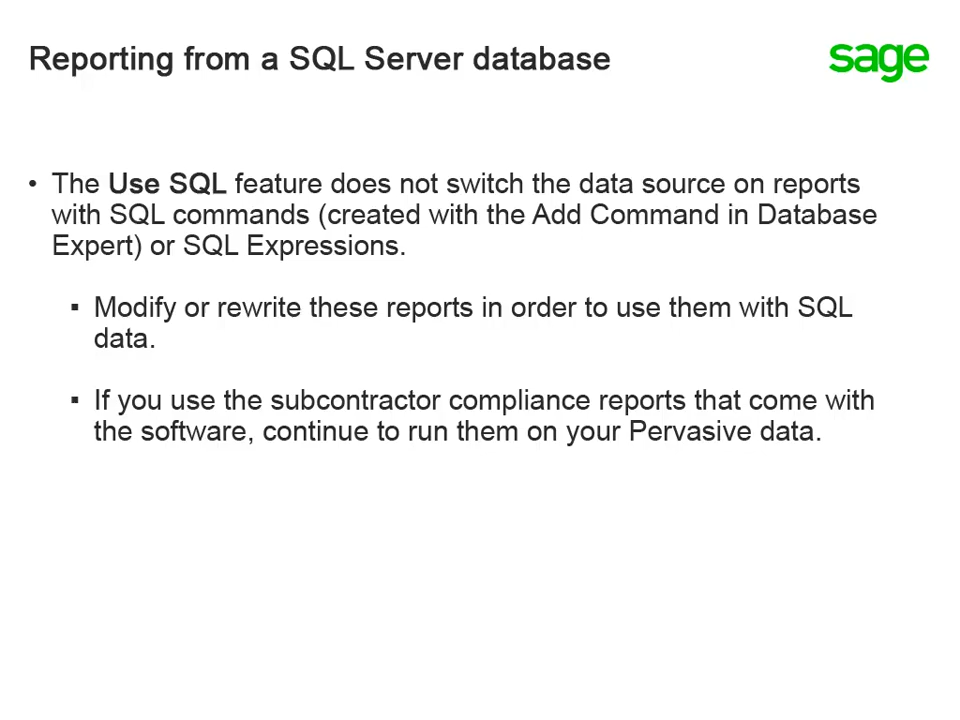 Reporting from a SQL Server database
sage
• The Use SQL feature does not switch the data source on reports
with SQL commands (created with the Add Command in Database
Expert) or SQL Expressions.
▪ Modify or rewrite these reports in order to use them with SQL
data.
▪ If you use the subcontractor compliance reports that come with
the software, continue to run them on your Pervasive data.